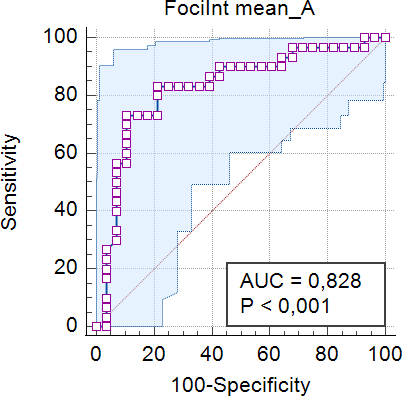 FociInt mean_A
100
80
60
40
20
0
Sensitivity
AUC = 0,828
P < 0,001
0 20 40 60 80 100
100-Specificity